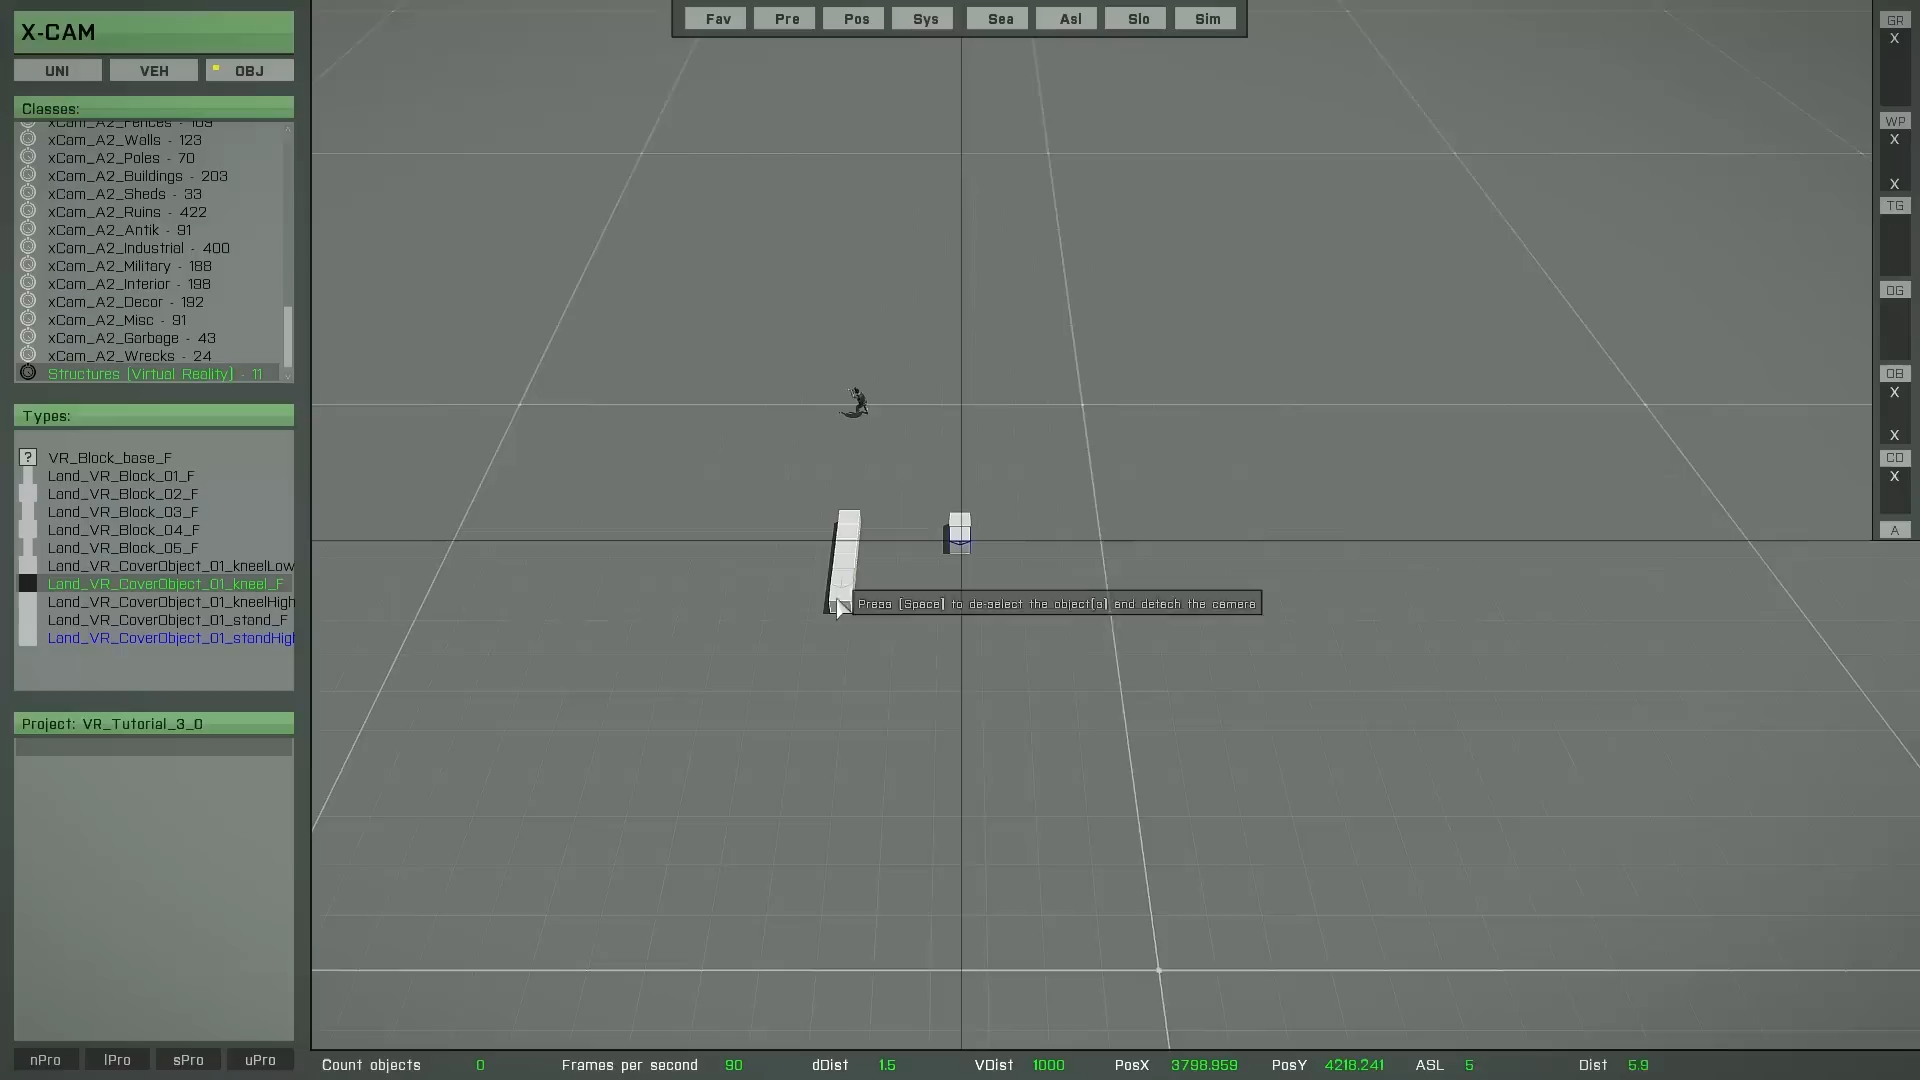 X-CAM
UNI VEH OBJ
Classes:
xCam_A2_Fences - 109
xCam_A2_Walls - 123
xCam_A2_Poles - 70
xCam_A2_Buildings - 203
xCam_A2_Sheds - 33
xCam_A2_Ruins - 422
xCam_A2_Antik - 91
xCam_A2_Industrial - 400
xCam_A2_Military - 188
xCam_A2_Interior - 198
xCam_A2_Decor - 192
xCam_A2_Misc - 91
xCam_A2_Garbage - 43
xCam_A2_Wrecks - 24
Structures (Virtual Reality) - 11
Types:
? VR_Block_base_F
Land_VR_Block_01_F
Land_VR_Block_02_F
Land_VR_Block_03_F
Land_VR_Block_04_F
Land_VR_Block_05_F
Land_VR_CoverObject_01_kneelLow
Land_VR_CoverObject_01_kneel_F
Land_VR_CoverObject_01_kneelHigh
Land_VR_CoverObject_01_stand_F
Land_VR_CoverObject_01_standHigh
Project: VR_Tutorial_3_0
nPro lPro sPro uPro
Fav Pre Pos Sys Sea Asl Slo Sim
Press [Space] to de-select the object(s) and detach the camera
GR
X
WP
X
X
TG
OG
OB
X
X
CO
X
A
Count objects 0 Frames per second 90 dDist 1.5 VDist 1000 PosX 3798.959 PosY 4218.241 ASL 5 Dist 5.9